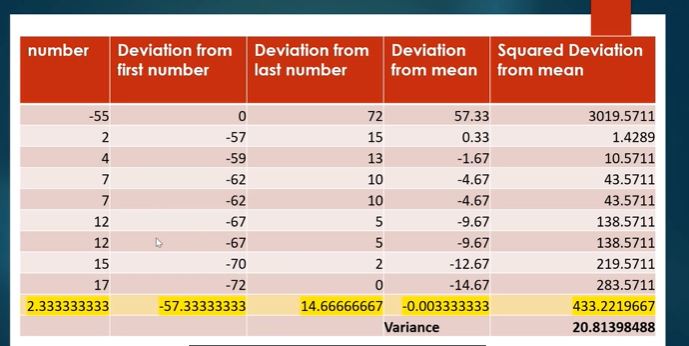 number Deviation from Deviation from Deviation Squared Deviation
first number last number from mean from mean
-55 0 72 57.33 3019.5711
2 -57 15 0.33 1.4289
4 -59 13 -1.67 10.5711
7 -62 10 -4.67 43.5711
7 -62 10 -4.67 43.5711
12 -67 5 -9.67 138.5711
12 -67 5 -9.67 138.5711
15 -70 2 -12.67 219.5711
17 -72 0 -14.67 283.5711
2.333333333 -57.33333333 14.66666667 -0.003333333 433.2219667
Variance 20.81398488